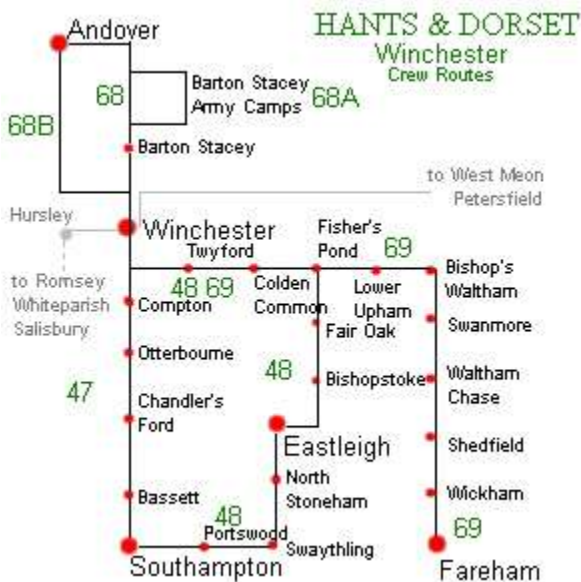 HANTS & DORSET
Winchester
Crew Routes
Andover
68
Barton Stacey
Army Camps
68A
68B
Barton Stacey
to West Meon
Petersfield
Hursley
Winchester
Twyford
Fisher's
Pond
69
to Romsey
Whiteparish
Salisbury
48 69
Colden
Common
Lower
Upham
Bishop's
Waltham
Compton
Fair Oak
Swanmore
Otterbourne
47
48
Bishopstoke
Waltham
Chase
Chandler's
Ford
Eastleigh
Shedfield
North
Stoneham
Bassett
48
Wickham
Portswood
Swaythling
69
Southampton
Fareham